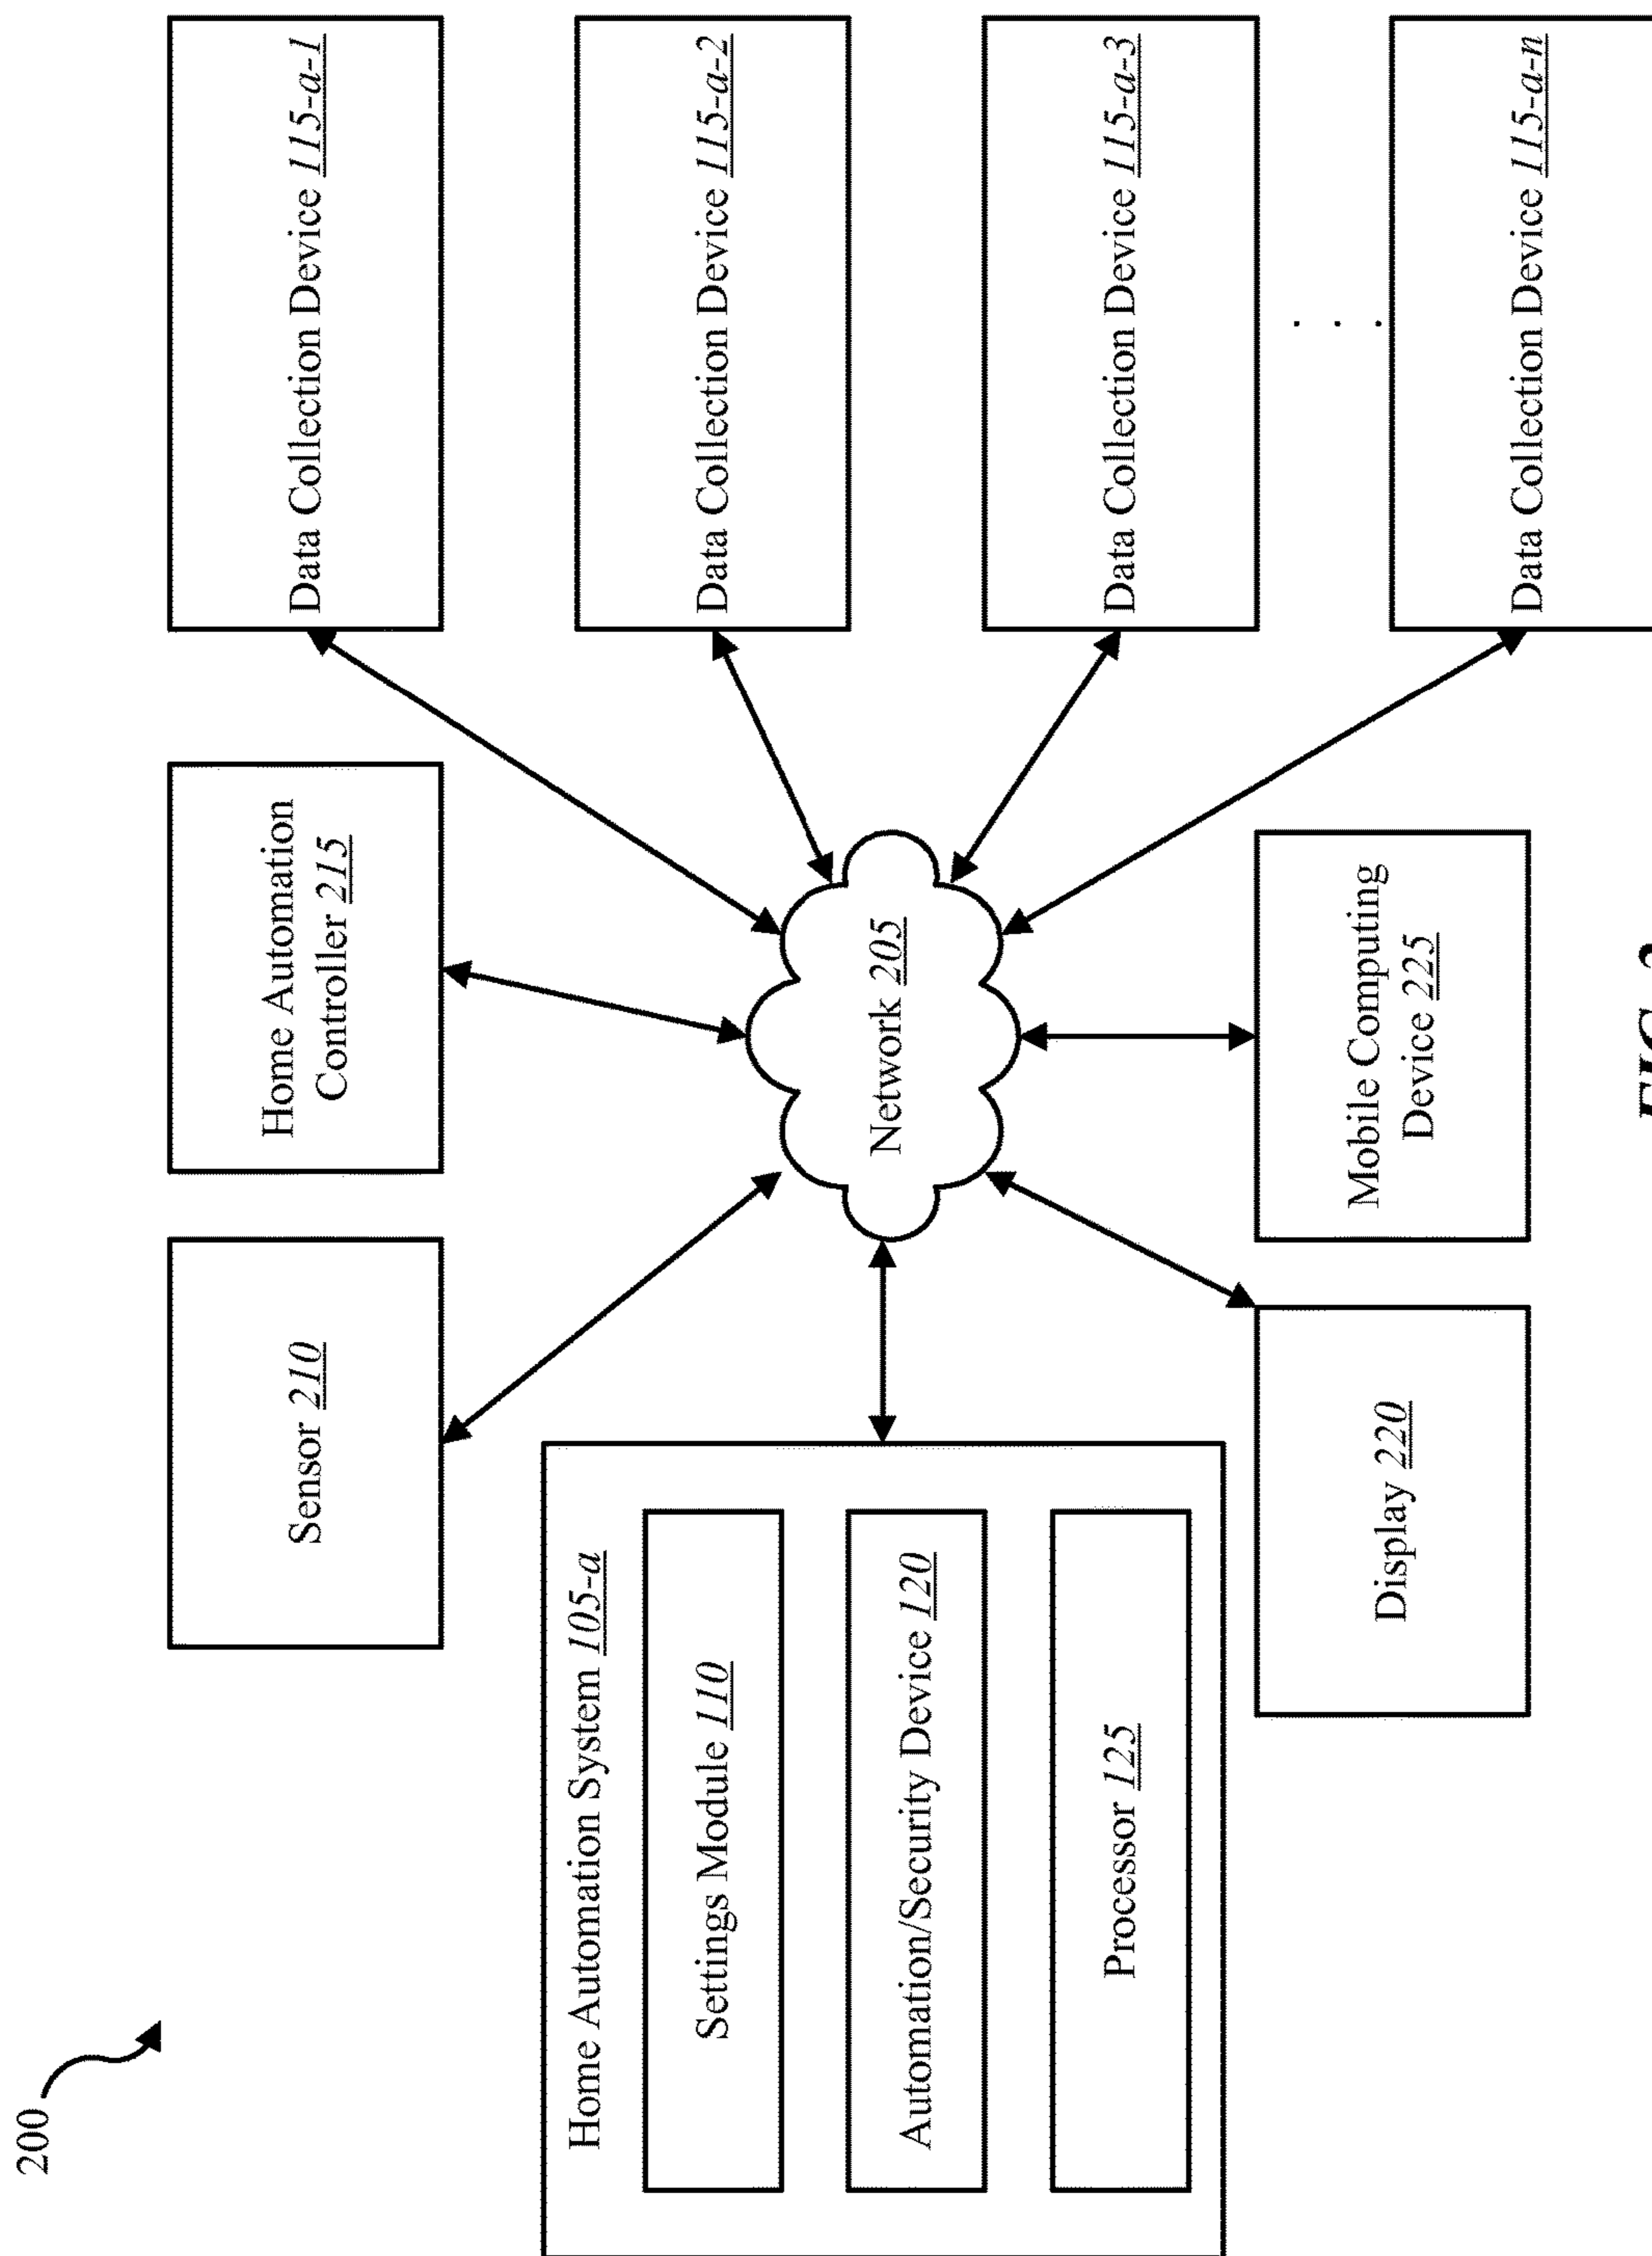 200
Sensor 210
Home Automation
Controller 215
Data Collection Device 115-a-1
Home Automation System 105-a
Settings Module 110
Data Collection Device 115-a-2
Automation/Security Device 120
Network 205
Processor 125
Data Collection Device 115-a-3
. . .
Display 220
Mobile Computing
Device 225
Data Collection Device 115-a-n
FIG. 2